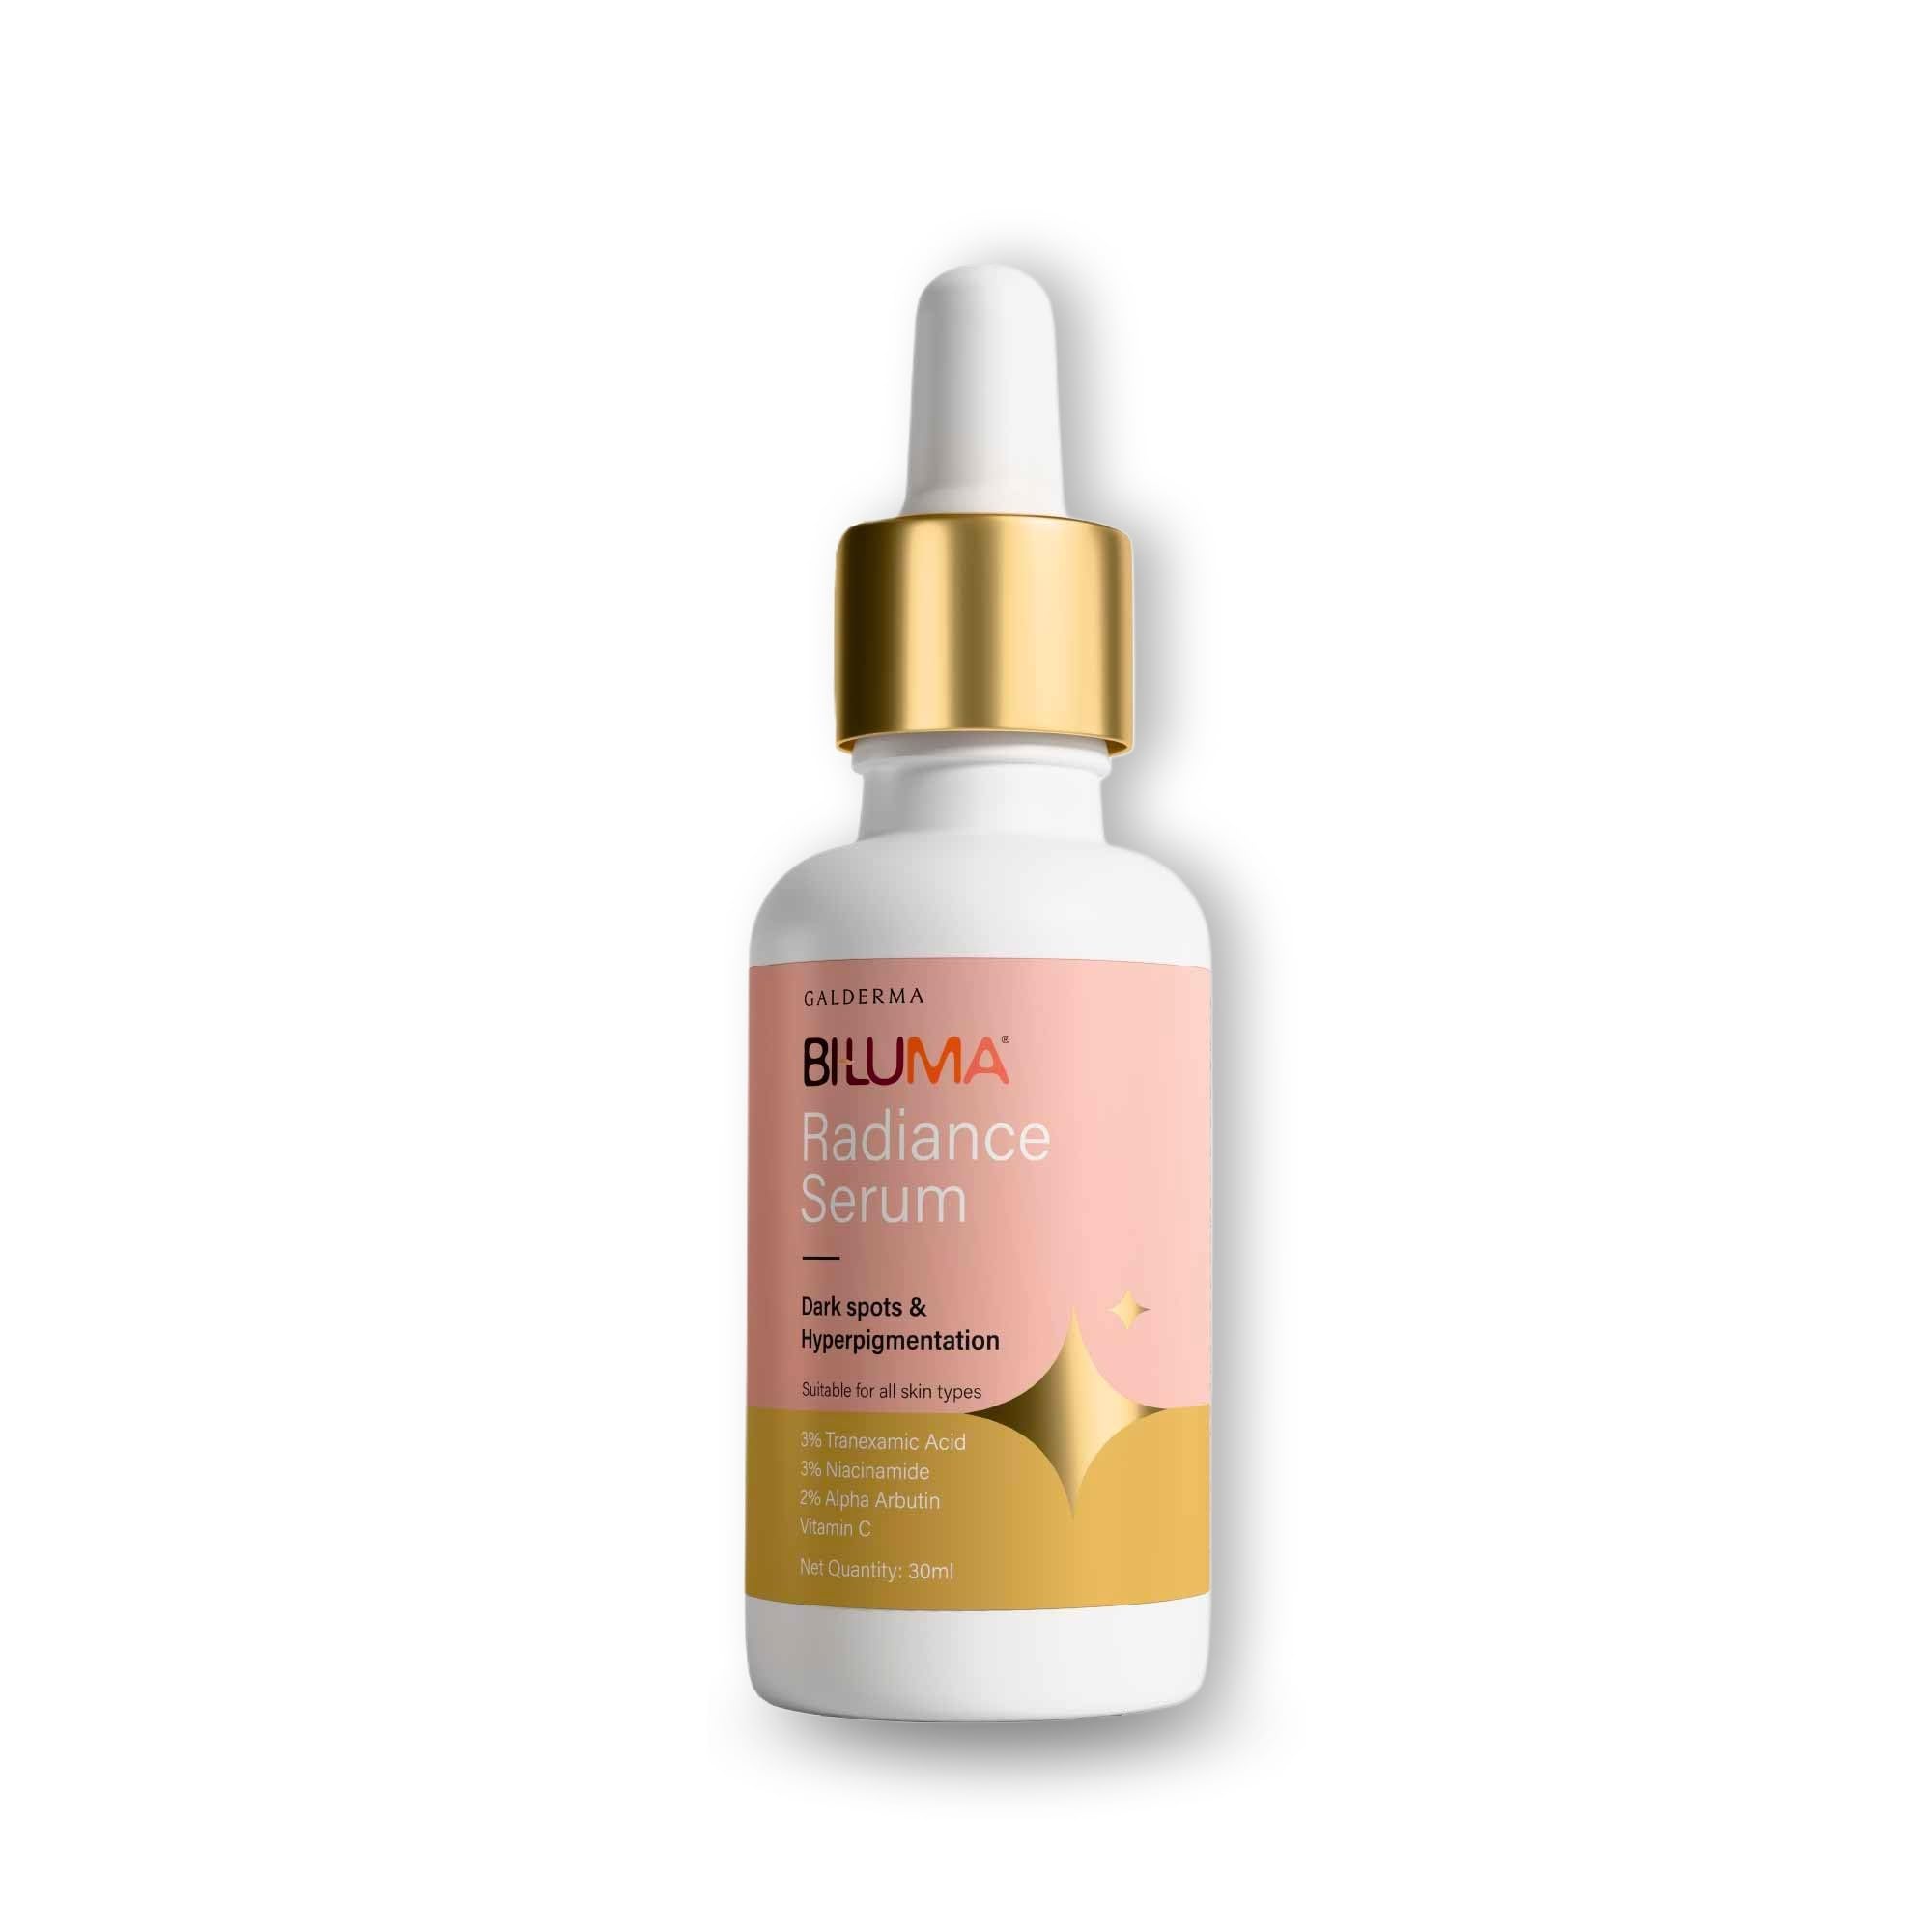 GALDERMA
BI-LUMA®
Radiance
Serum
Dark spots &
Hyperpigmentation
Suitable for all skin types
3% Tranexamic Acid
3% Niacinamide
2% Alpha Arbutin
Vitamin C
Net Quantity: 30ml